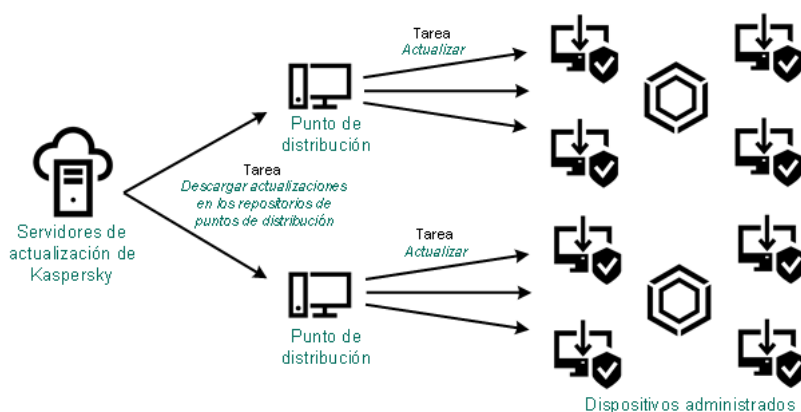 Tarea
Actualizar
Punto de
distribución
Tarea
Descargar actualizaciones
en los repositorios de
puntos de distribución
Servidores de
actualización de
Kaspersky
Tarea
Actualizar
Punto de
distribución
Dispositivos administrados